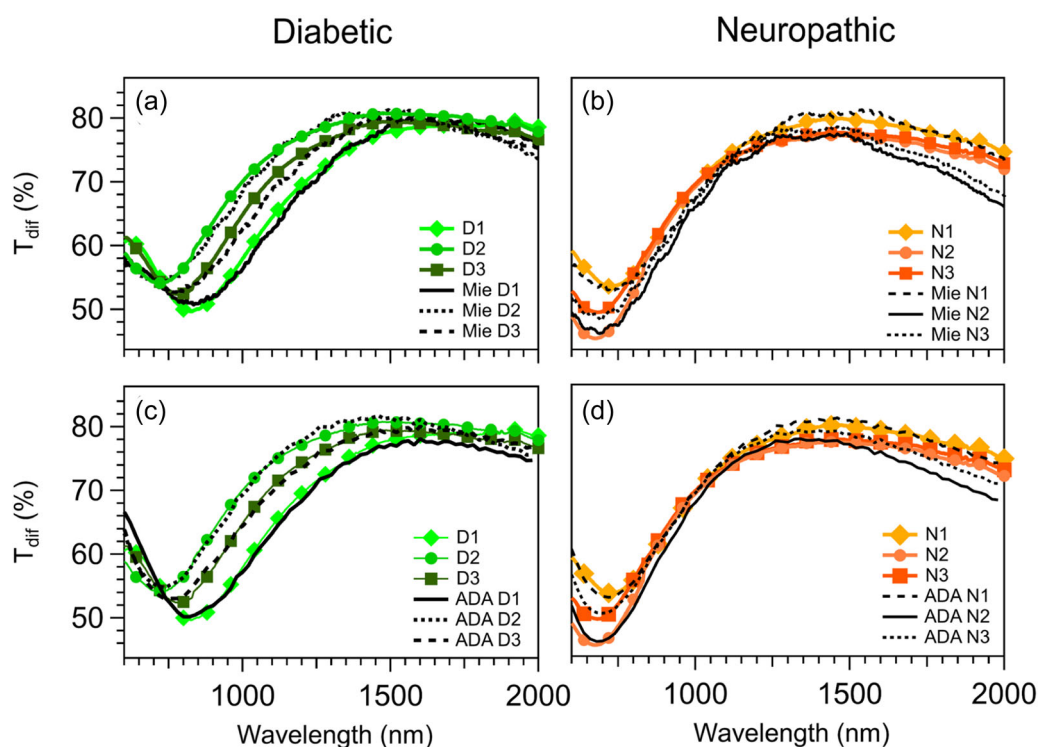 Diabetic
Neuropathic
(a)
80
70
60
50
T_dif (%)
D1
D2
D3
Mie D1
Mie D2
Mie D3
(b)
N1
N2
N3
Mie N1
Mie N2
Mie N3
(c)
80
70
60
50
T_dif (%)
D1
D2
D3
ADA D1
ADA D2
ADA D3
1000 1500 2000
Wavelength (nm)
(d)
N1
N2
N3
ADA N1
ADA N2
ADA N3
1000 1500 2000
Wavelength (nm)